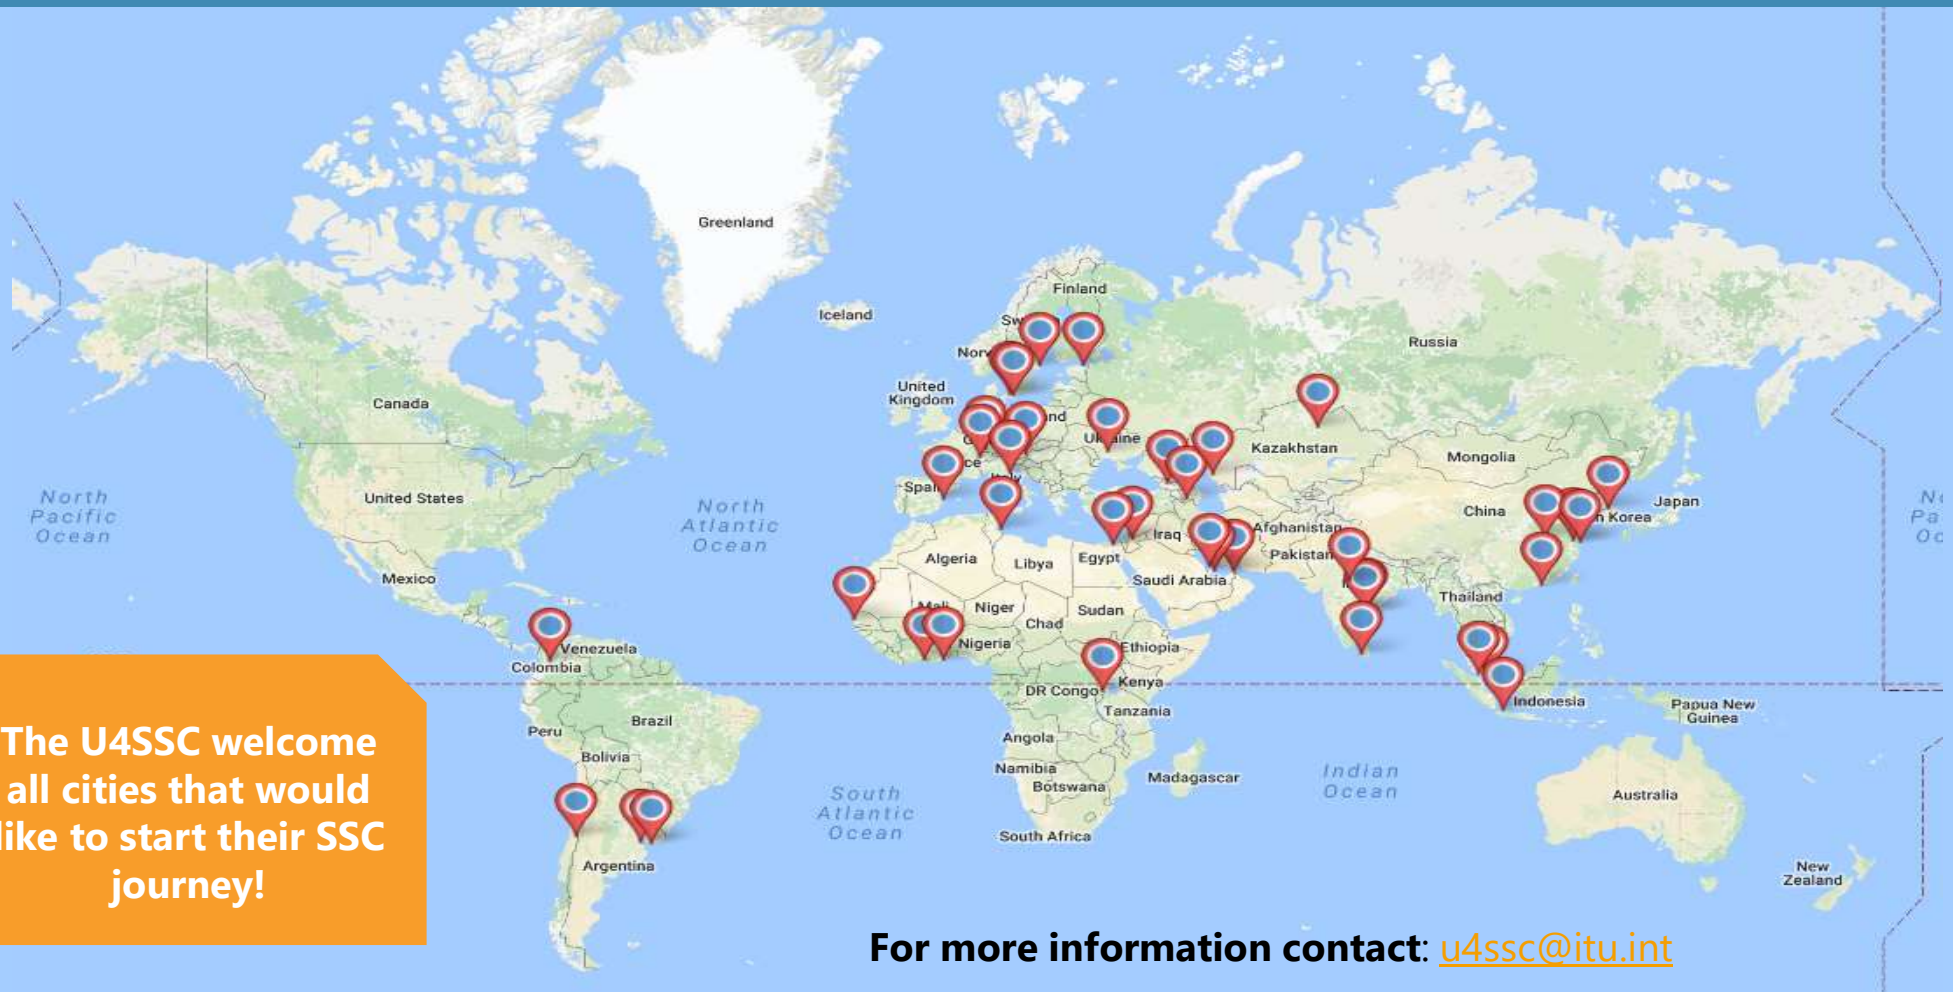 Greenland
Finland
Iceland
Russia
United
Kingdom
Canada
Kazakhstan
Mongolia
North
Pacific
Ocean
United States
North
Atlantic
Ocean
China
Japan
Afghanistan
Iraq
Pakistan
Algeria
Libya
Egypt
Saudi Arabia
Mexico
Thailand
Mali
Niger
Sudan
Chad
Nigeria
Ethiopia
Venezuela
Colombia
DR Congo
Kenya
Indonesia
Papua New
Guinea
Tanzania
Brazil
Peru
Angola
Bolivia
Namibia
Botswana
Madagascar
Indian
Ocean
South
Atlantic
Ocean
Australia
South Africa
Argentina
New
Zealand
The U4SSC welcome
all cities that would
like to start their SSC
journey!
For more information contact: u4ssc@itu.int